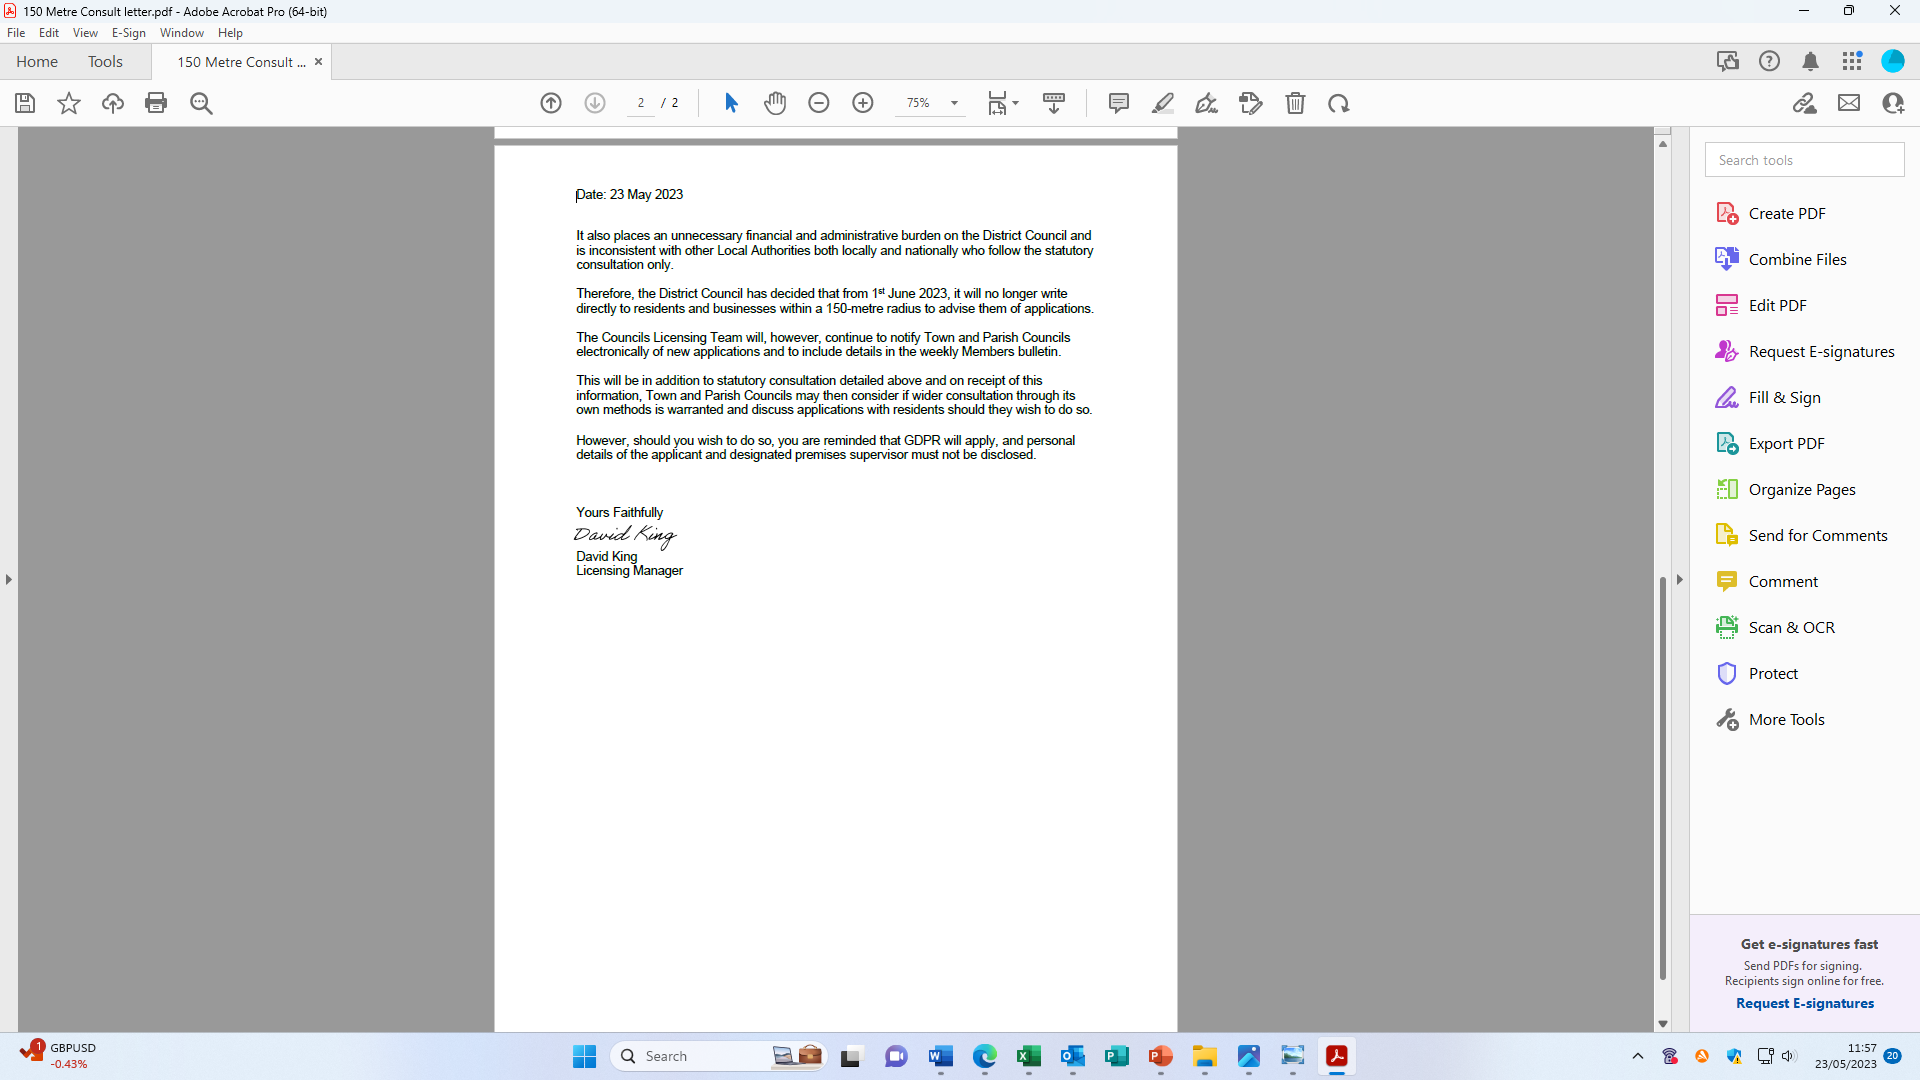 150 Metre Consult letter.pdf - Adobe Acrobat Pro (64-bit)
File Edit View E-Sign Window Help
Home Tools 150 Metre Consult ...
2 / 2 75%
Search tools
Date: 23 May 2023
It also places an unnecessary financial and administrative burden on the District Council and
is inconsistent with other Local Authorities both locally and nationally who follow the statutory
consultation only.
Therefore, the District Council has decided that from 1st June 2023, it will no longer write
directly to residents and businesses within a 150-metre radius to advise them of applications.
The Councils Licensing Team will, however, continue to notify Town and Parish Councils
electronically of new applications and to include details in the weekly Members bulletin.
This will be in addition to statutory consultation detailed above and on receipt of this
information, Town and Parish Councils may then consider if wider consultation through its
own methods is warranted and discuss applications with residents should they wish to do so.
However, should you wish to do so, you are reminded that GDPR will apply, and personal
details of the applicant and designated premises supervisor must not be disclosed.
Yours Faithfully
David King
David King
Licensing Manager
Create PDF
Combine Files
Edit PDF
Request E-signatures
Fill & Sign
Export PDF
Organize Pages
Send for Comments
Comment
Scan & OCR
Protect
More Tools
Get e-signatures fast
Send PDFs for signing.
Recipients sign online for free.
Request E-signatures
1
GBPUSD
-0.43%
Search
11:57
23/05/2023
20